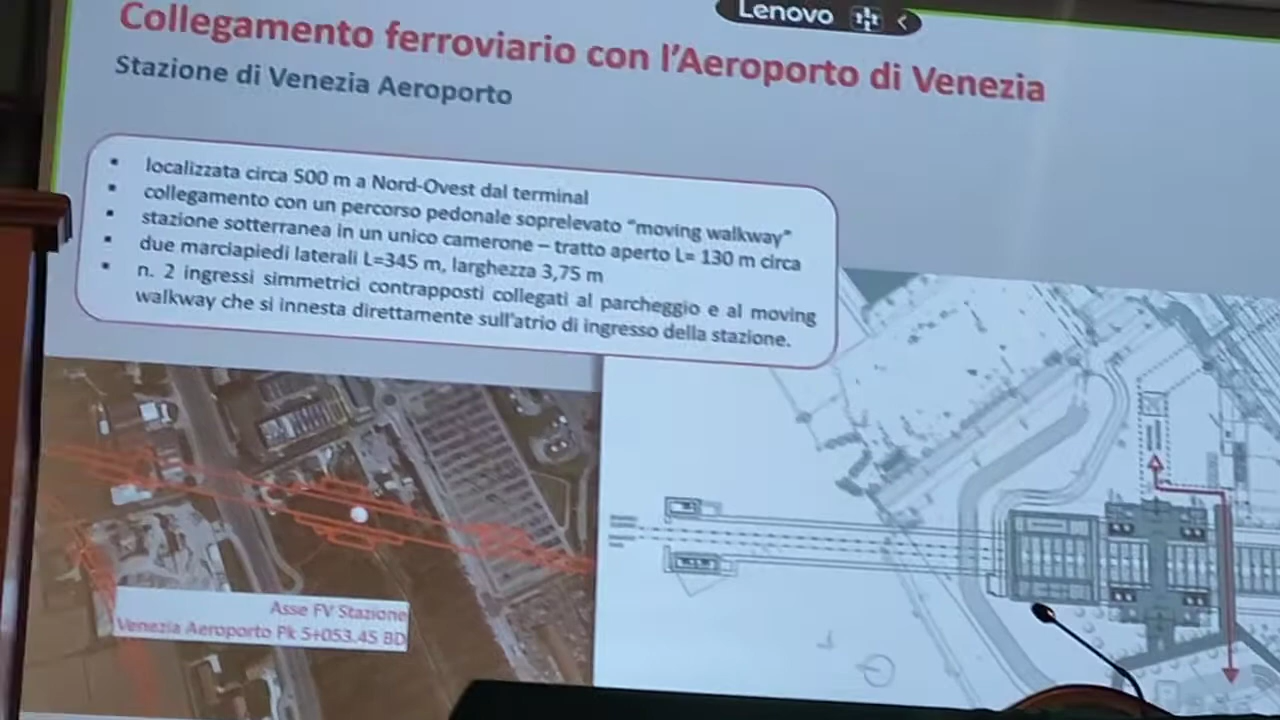 Lenovo
Collegamento ferroviario con l'Aeroporto di Venezia
Stazione di Venezia Aeroporto
▪ localizzata circa 500 m a Nord-Ovest dal terminal
▪ collegamento con un percorso pedonale soprelevato "moving walkway"
▪ stazione sotterranea in un unico camerone – tratto aperto L= 130 m circa
▪ due marciapiedi laterali L=345 m, larghezza 3,75 m
▪ n. 2 ingressi simmetrici contrapposti collegati al parcheggio e al moving
walkway che si innesta direttamente sull'atrio di ingresso della stazione.
Asse FV Stazione
Venezia Aeroporto Pk 5+053.45 BD